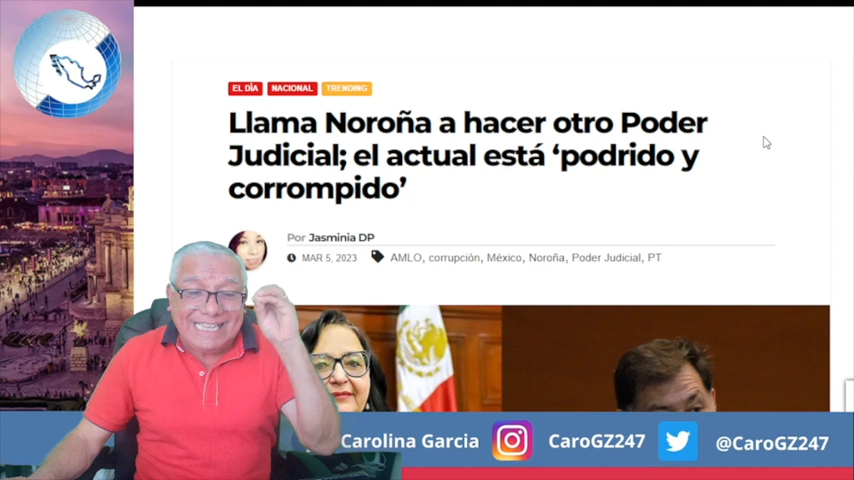 EL DÍA NACIONAL TRENDING
Llama Noroña a hacer otro Poder
Judicial; el actual está ‘podrido y
corrompido’
Por Jasminia DP
MAR 5, 2023 AMLO, corrupción, México, Noroña, Poder Judicial, PT
Carolina Garcia CaroGZ247 @CaroGZ247